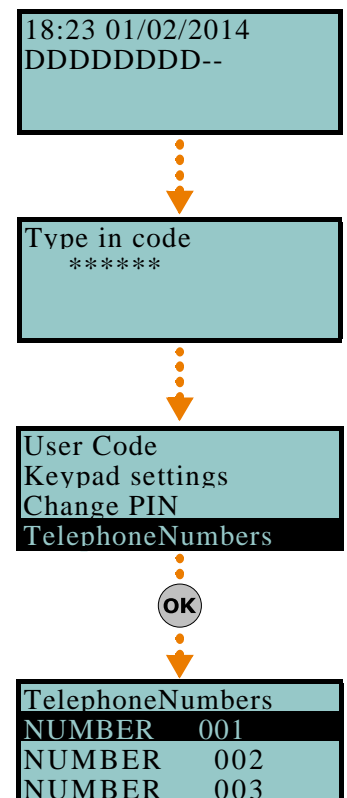 18:23 01/02/2014
DDDDDDDD--
Type in code
******
User Code
Keypad settings
Change PIN
TelephoneNumbers
OK
TelephoneNumbers
NUMBER 001
NUMBER 002
NUMBER 003